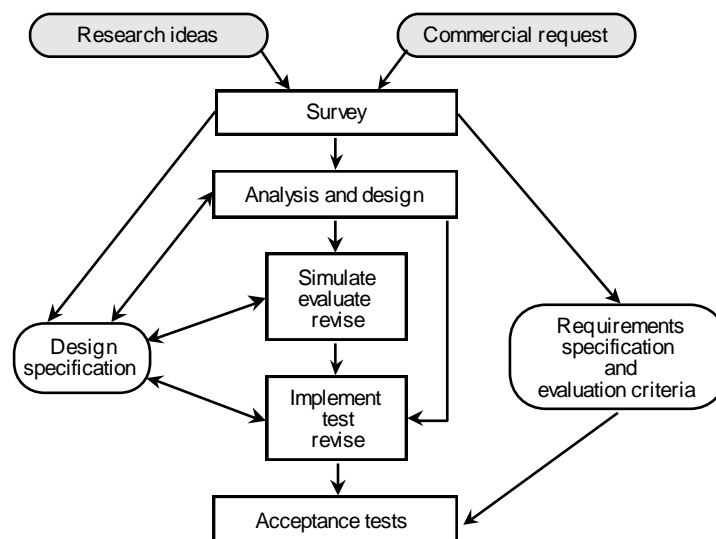 Research ideas
Commercial request
Survey
Analysis and design
Simulate
evaluate
revise
Design
specification
Requirements
specification
and
evaluation criteria
Implement
test
revise
Acceptance tests